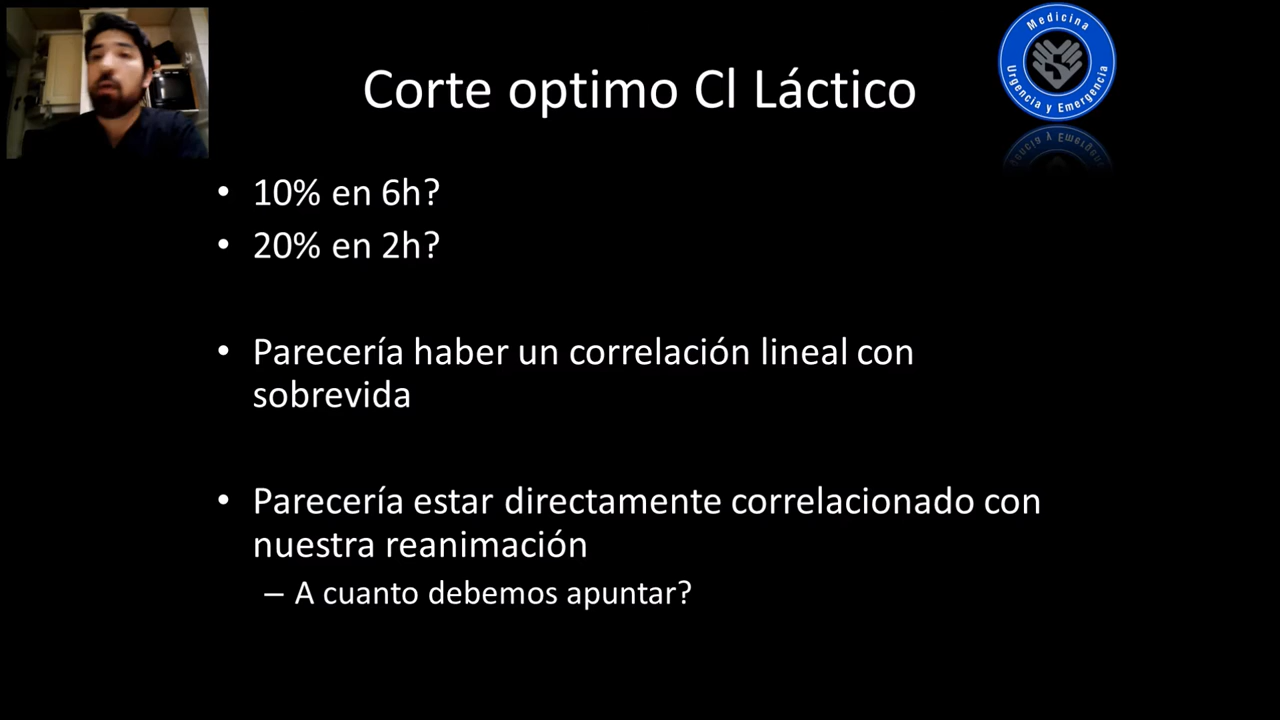 Corte optimo Cl Láctico
Medicina
Urgencia y Emergencia
• 10% en 6h?
• 20% en 2h?
• Parecería haber un correlación lineal con
sobrevida
• Parecería estar directamente correlacionado con
nuestra reanimación
– A cuanto debemos apuntar?